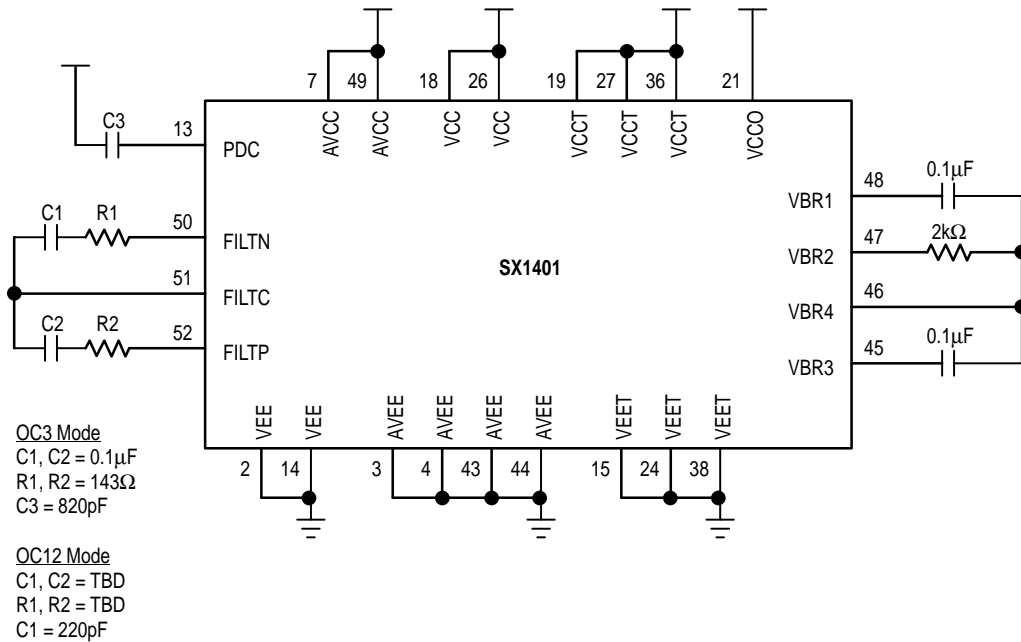 7 49 18 26 19 27 36 21
AVCC AVCC VCC VCC VCCT VCCT VCCT VCCO
C3 13 PDC
C1 R1 50 FILTN
51 FILTC
C2 R2 52 FILTP
SX1401
VBR1 48 0.1µF
VBR2 47 2kΩ
VBR4 46
VBR3 45 0.1µF
VEE VEE AVEE AVEE AVEE AVEE VEET VEET VEET
2 14 3 4 43 44 15 24 38
OC3 Mode
C1, C2 = 0.1µF
R1, R2 = 143Ω
C3 = 820pF
OC12 Mode
C1, C2 = TBD
R1, R2 = TBD
C1 = 220pF